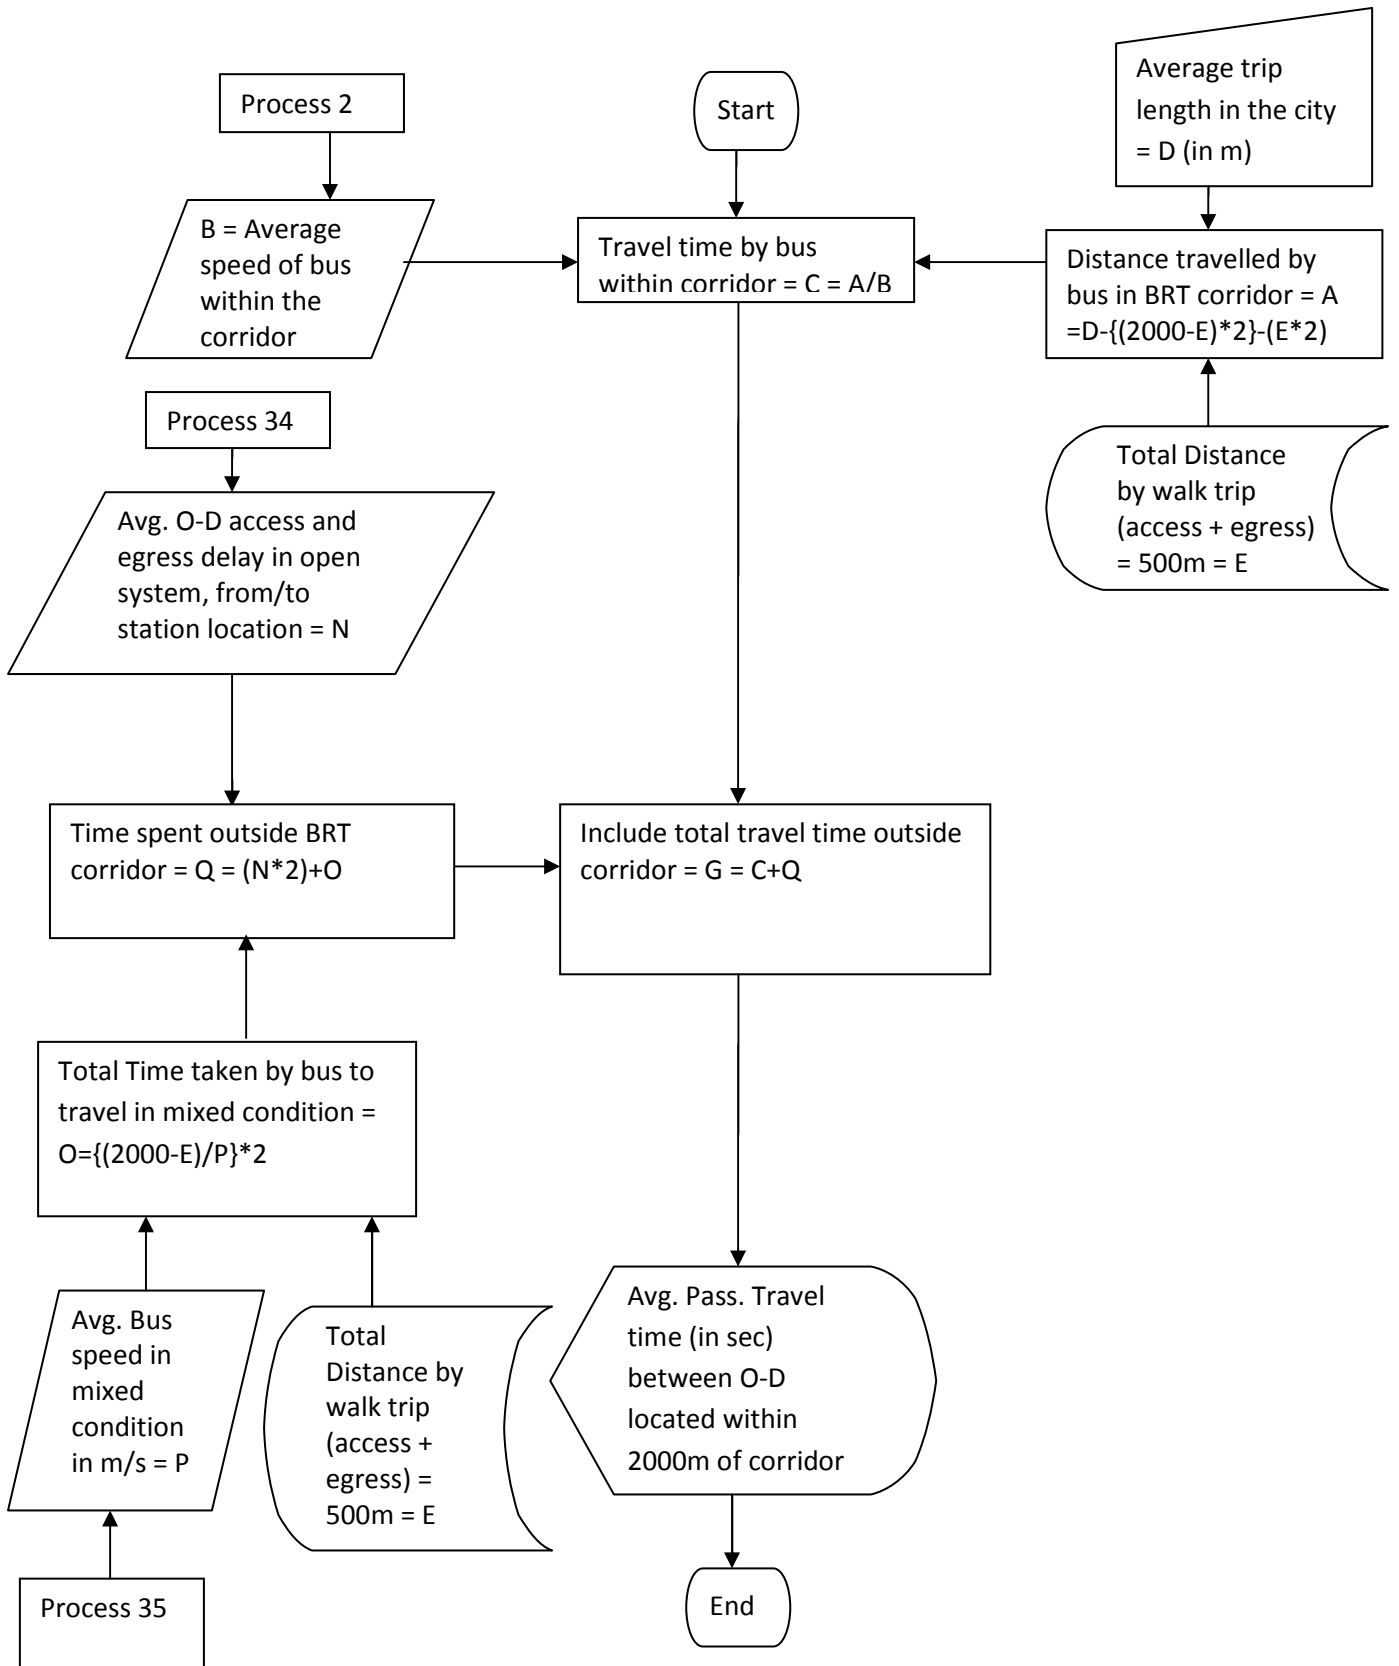 Process 2
Start
Average trip
length in the city
= D (in m)
B = Average
speed of bus
within the
corridor
Travel time by bus
within corridor = C = A/B
Distance travelled by
bus in BRT corridor = A
=D-{(2000-E)*2}-(E*2)
Process 34
Total Distance
by walk trip
(access + egress)
= 500m = E
Avg. O-D access and
egress delay in open
system, from/to
station location = N
Time spent outside BRT
corridor = Q = (N*2)+O
Include total travel time outside
corridor = G = C+Q
Total Time taken by bus to
travel in mixed condition =
O={(2000-E)/P}*2
Avg. Bus
speed in
mixed
condition
in m/s = P
Total
Distance by
walk trip
(access +
egress) =
500m = E
Avg. Pass. Travel
time (in sec)
between O-D
located within
2000m of corridor
Process 35
End